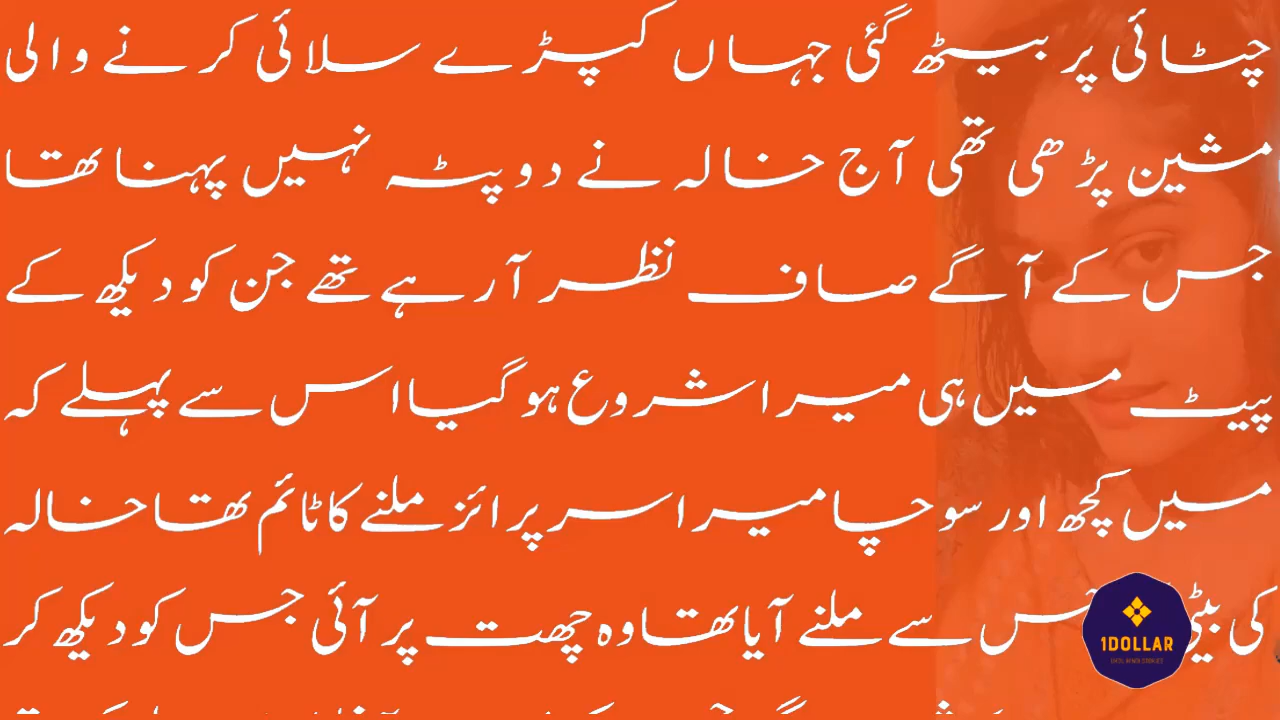 چٹائی پر بیٹھ گئی جہاں کپڑے سلائی کرنے والی
مشین پڑھی تھی آج خالہ نے دوپٹہ نہیں پہنا تھا
جس کے آگے صاف نظر آرہے تھے جن کو دیکھ کے
پیٹ میں ہی میرا شروع ہو گیا اس سے پہلے کہ
میں کچھ اور سوچا میرا سرپرائز ملنے کا ٹائم تھا خالہ
کی بیٹی جس سے ملنے آیا تھا وہ چھت پر آئی جس کو دیکھ کر
1DOLLAR